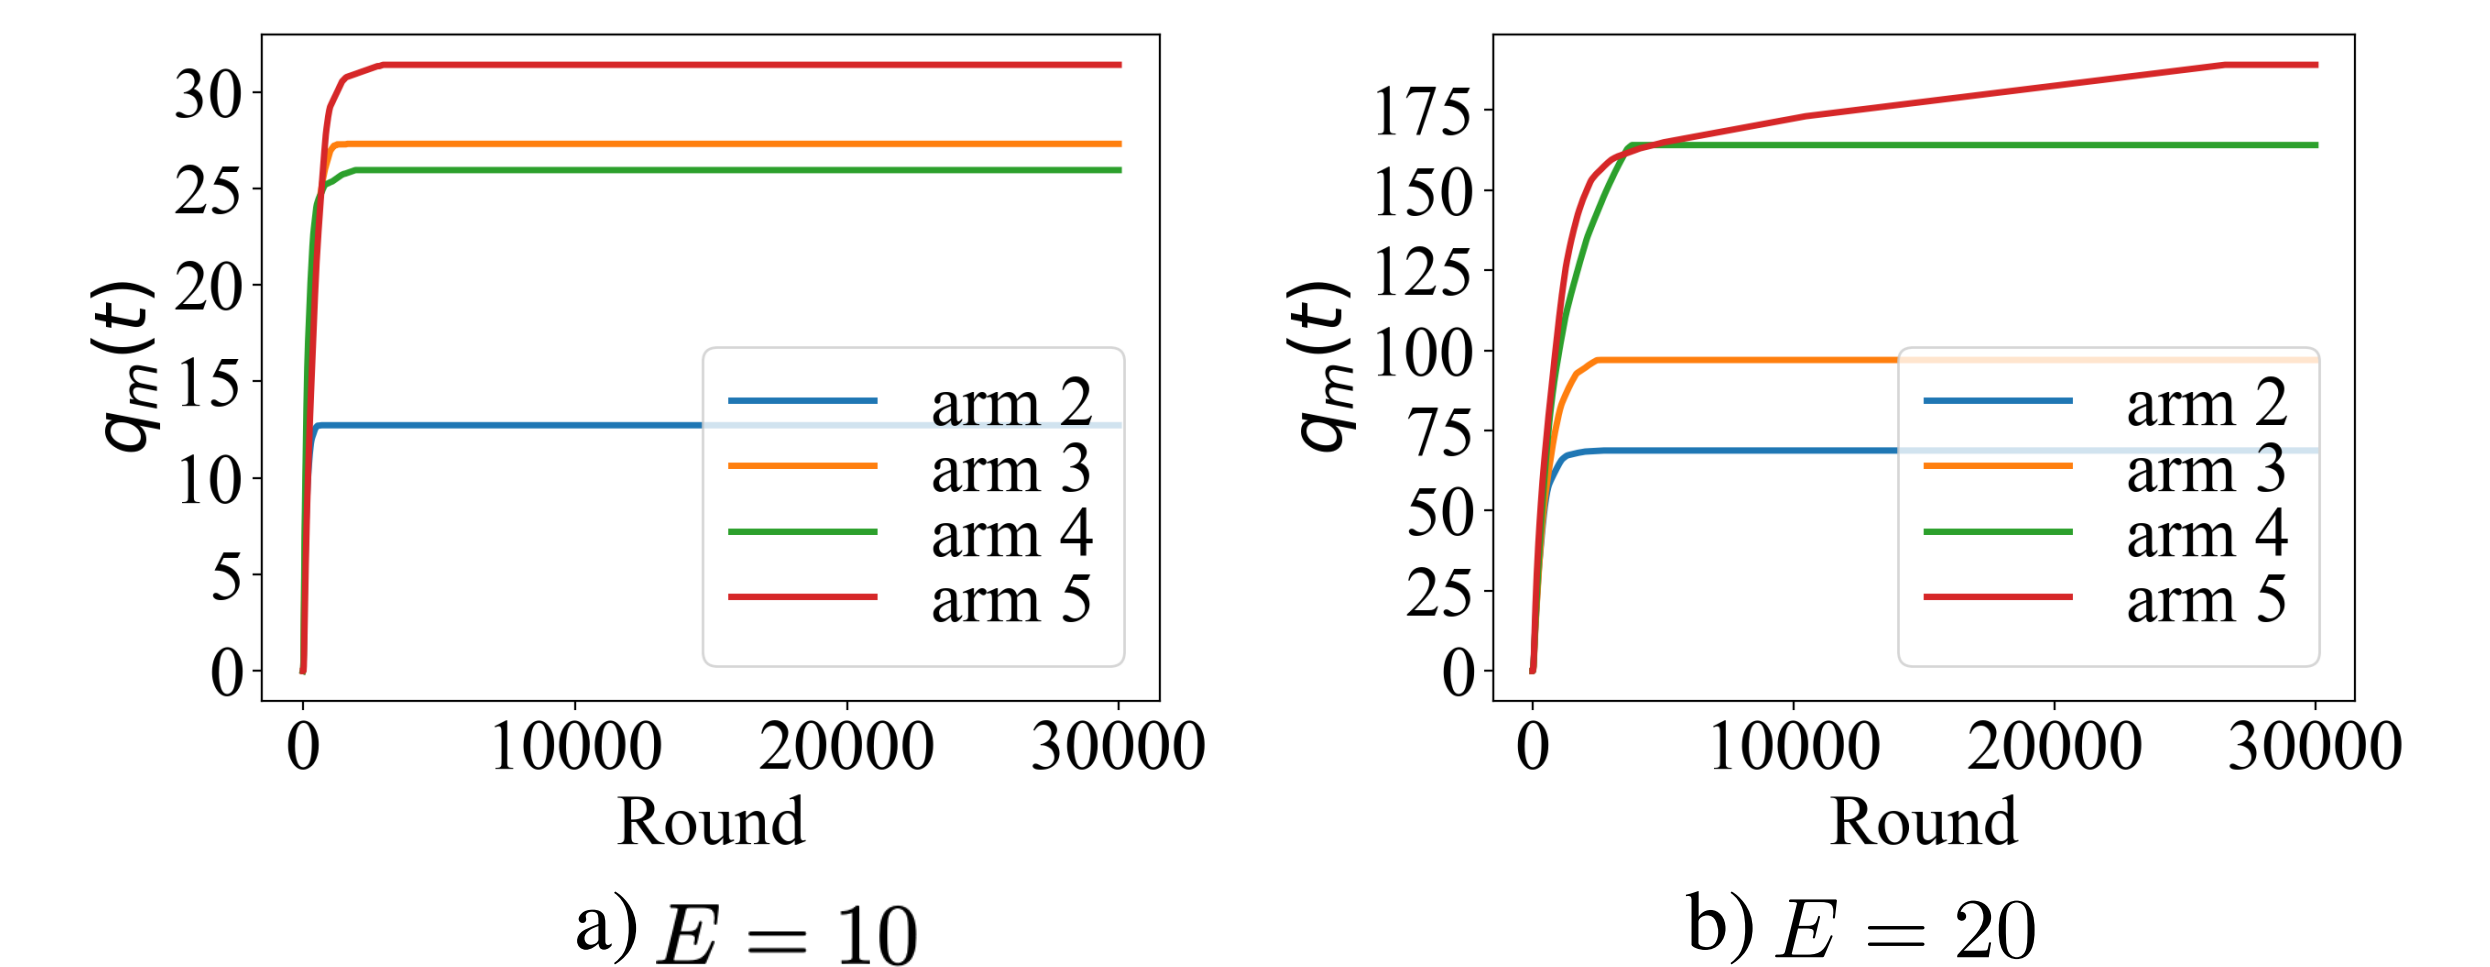 30
25
20
15
10
5
0
q_m(t)
arm 2
arm 3
arm 4
arm 5
0 10000 20000 30000
Round
a) E = 10
175
150
125
100
75
50
25
0
q_m(t)
arm 2
arm 3
arm 4
arm 5
0 10000 20000 30000
Round
b) E = 20